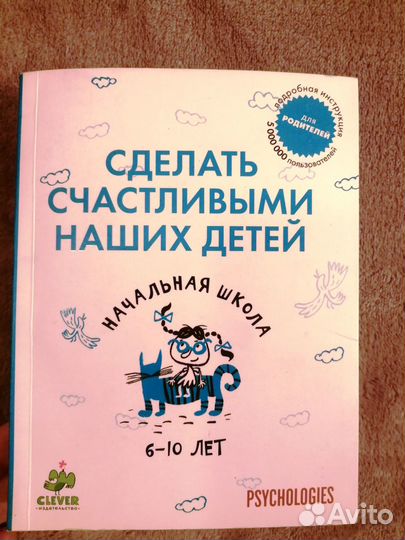 подробная инструкция
для
РОДИТЕЛЕЙ
5 000 000 пользователей
СДЕЛАТЬ
СЧАСТЛИВЫМИ
НАШИХ ДЕТЕЙ
НАЧАЛЬНАЯ ШКОЛА
6–10 ЛЕТ
CLEVER
издательство
PSYCHOLOGIES
Avito